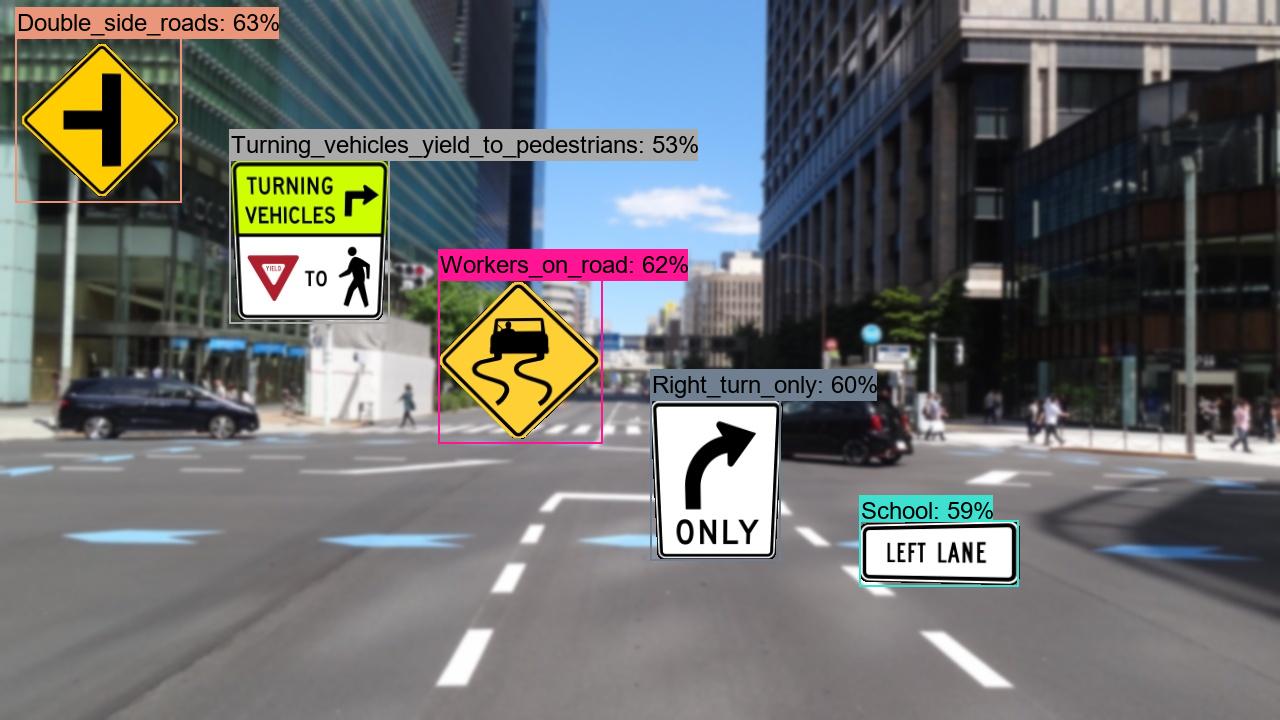 Double_side_roads: 63%
Turning_vehicles_yield_to_pedestrians: 53%
TURNING
VEHICLES
YIELD
TO
Workers_on_road: 62%
Right_turn_only: 60%
ONLY
School: 59%
LEFT LANE